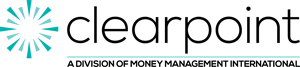 clearpoint
A DIVISION OF MONEY MANAGEMENT INTERNATIONAL